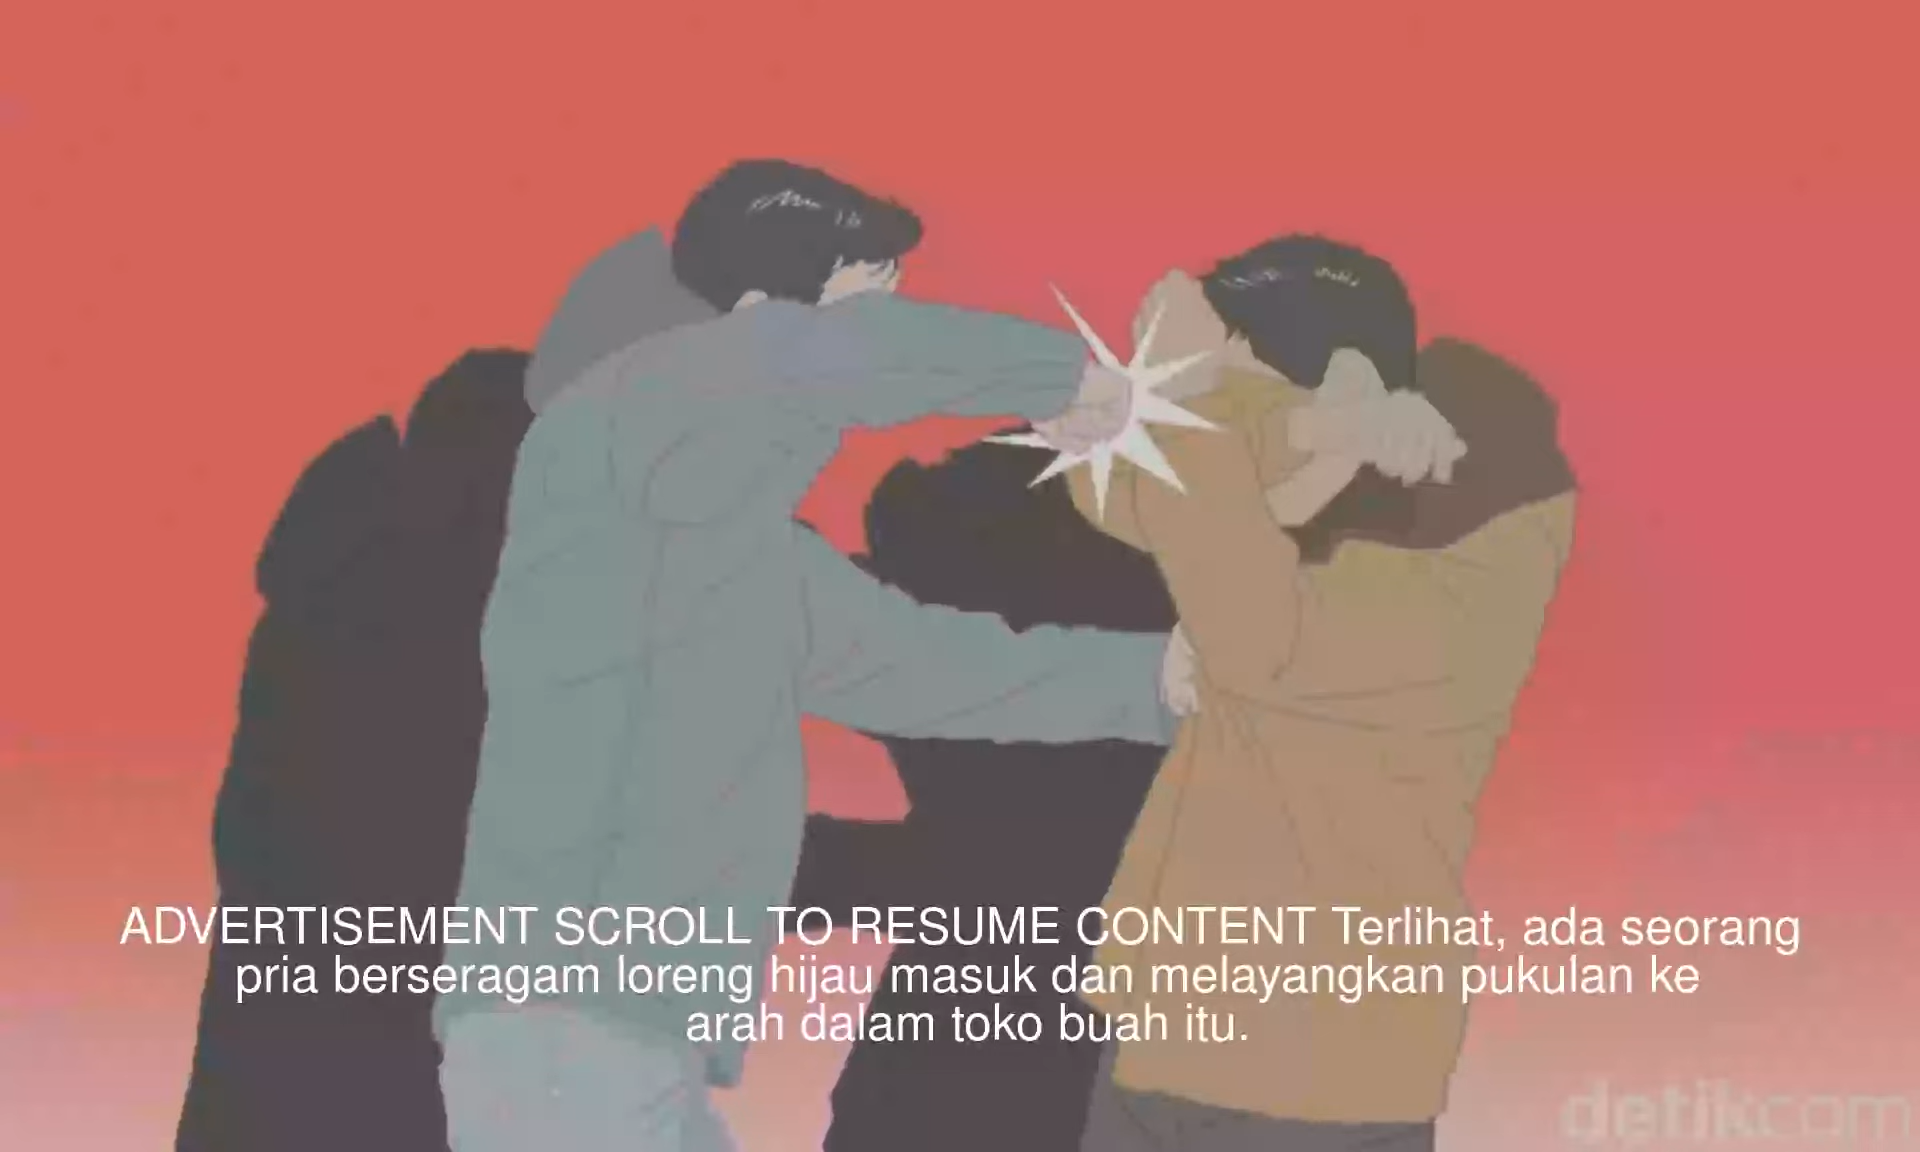 ADVERTISEMENT SCROLL TO RESUME CONTENT Terlihat, ada seorang
pria berseragam loreng hijau masuk dan melayangkan pukulan ke
arah dalam toko buah itu.
detikcom